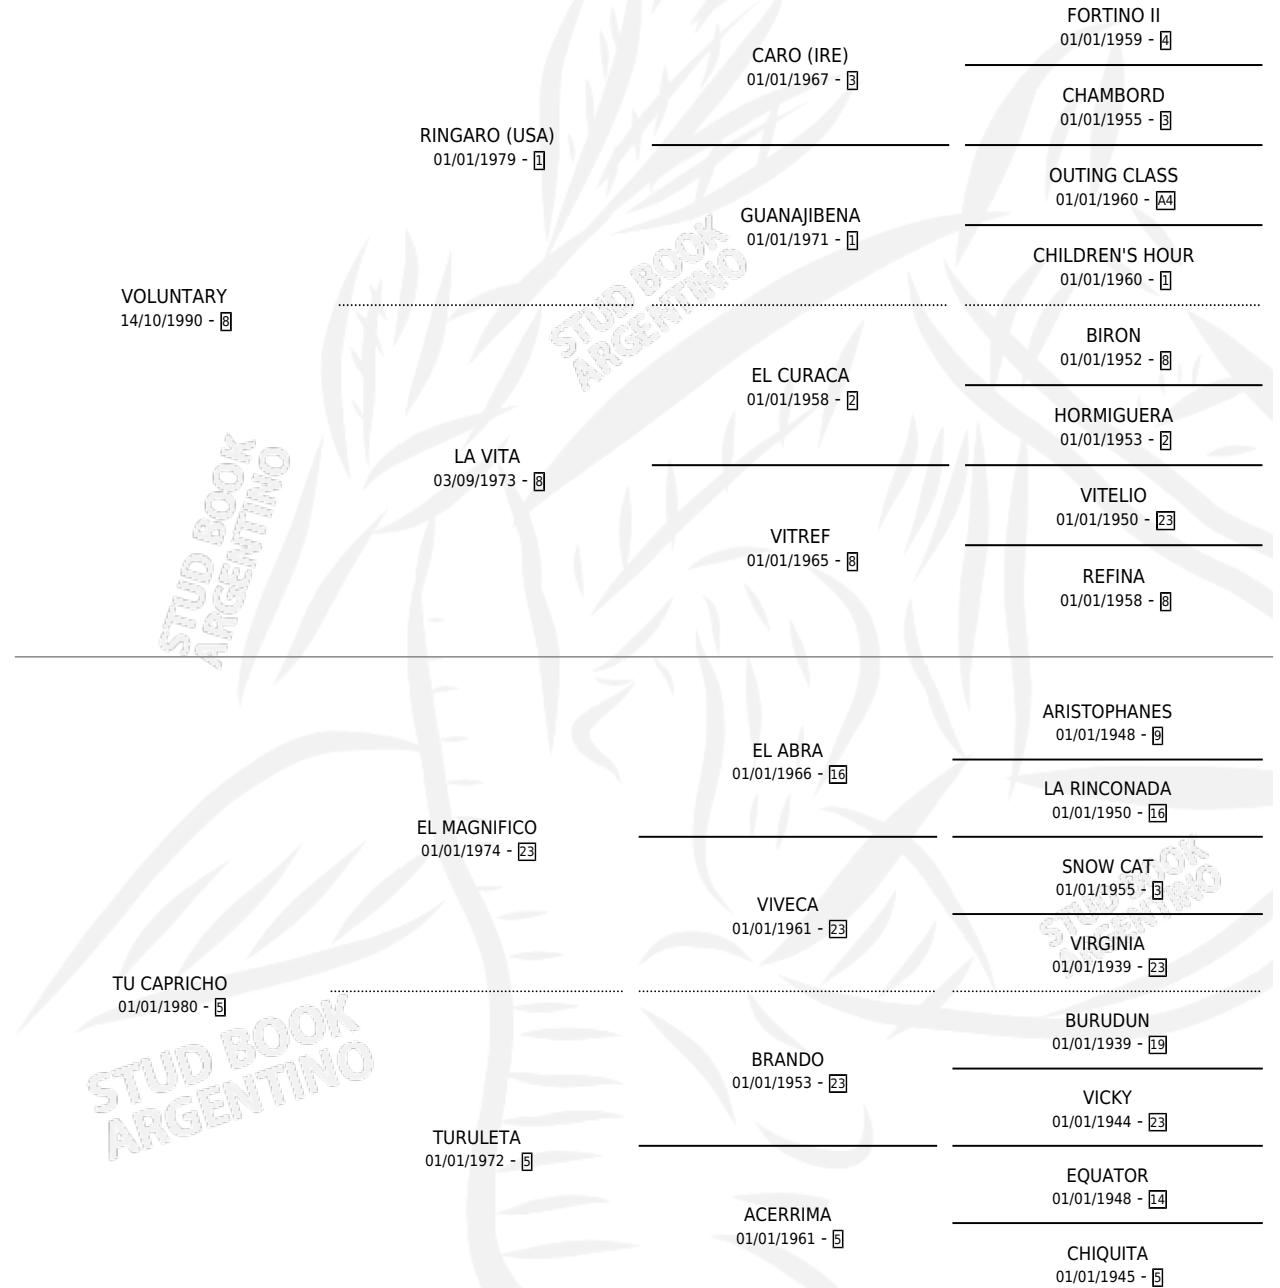 FORTINO II
01/01/1959 - 4
CARO (IRE)
01/01/1967 - 3
CHAMBORD
01/01/1955 - 3
RINGARO (USA)
01/01/1979 - 1
OUTING CLASS
01/01/1960 - A4
GUANAJIBENA
01/01/1971 - 1
CHILDREN'S HOUR
01/01/1960 - 1
VOLUNTARY
14/10/1990 - 8
BIRON
01/01/1952 - 8
EL CURACA
01/01/1958 - 2
HORMIGUERA
01/01/1953 - 2
LA VITA
03/09/1973 - 8
VITELIO
01/01/1950 - 23
VITREF
01/01/1965 - 8
REFINA
01/01/1958 - 8
ARISTOPHANES
01/01/1948 - 9
EL ABRA
01/01/1966 - 16
LA RINCONADA
01/01/1950 - 16
EL MAGNIFICO
01/01/1974 - 23
SNOW CAT
01/01/1955 - 3
VIVECA
01/01/1961 - 23
VIRGINIA
01/01/1939 - 23
TU CAPRICHO
01/01/1980 - 5
BURUDUN
01/01/1939 - 19
BRANDO
01/01/1953 - 23
VICKY
01/01/1944 - 23
TURULETA
01/01/1972 - 5
EQUATOR
01/01/1948 - 14
ACERRIMA
01/01/1961 - 5
CHIQUITA
01/01/1945 - 5
STUD BOOK
ARGENTINO
STUD BOOK
ARGENTINO
STUD BOOK
ARGENTINO
STUD BOOK
ARGENTINO